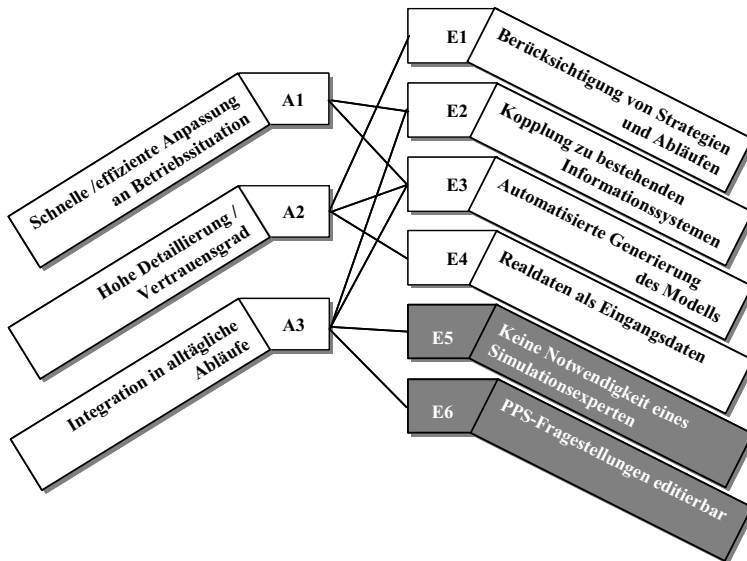 A1
Schnelle /effiziente Anpassung
an Betriebssituation
A2
Hohe Detaillierung /
Vertrauensgrad
A3
Integration in alltägliche
Abläufe
E1
Berücksichtigung von Strategien
und Abläufen
E2
Kopplung zu bestehenden
Informationssystemen
E3
Automatisierte Generierung
des Modells
E4
Realdaten als Eingangsdaten
E5
Keine Notwendigkeit eines
Simulationsexperten
E6
PPS-Fragestellungen editierbar